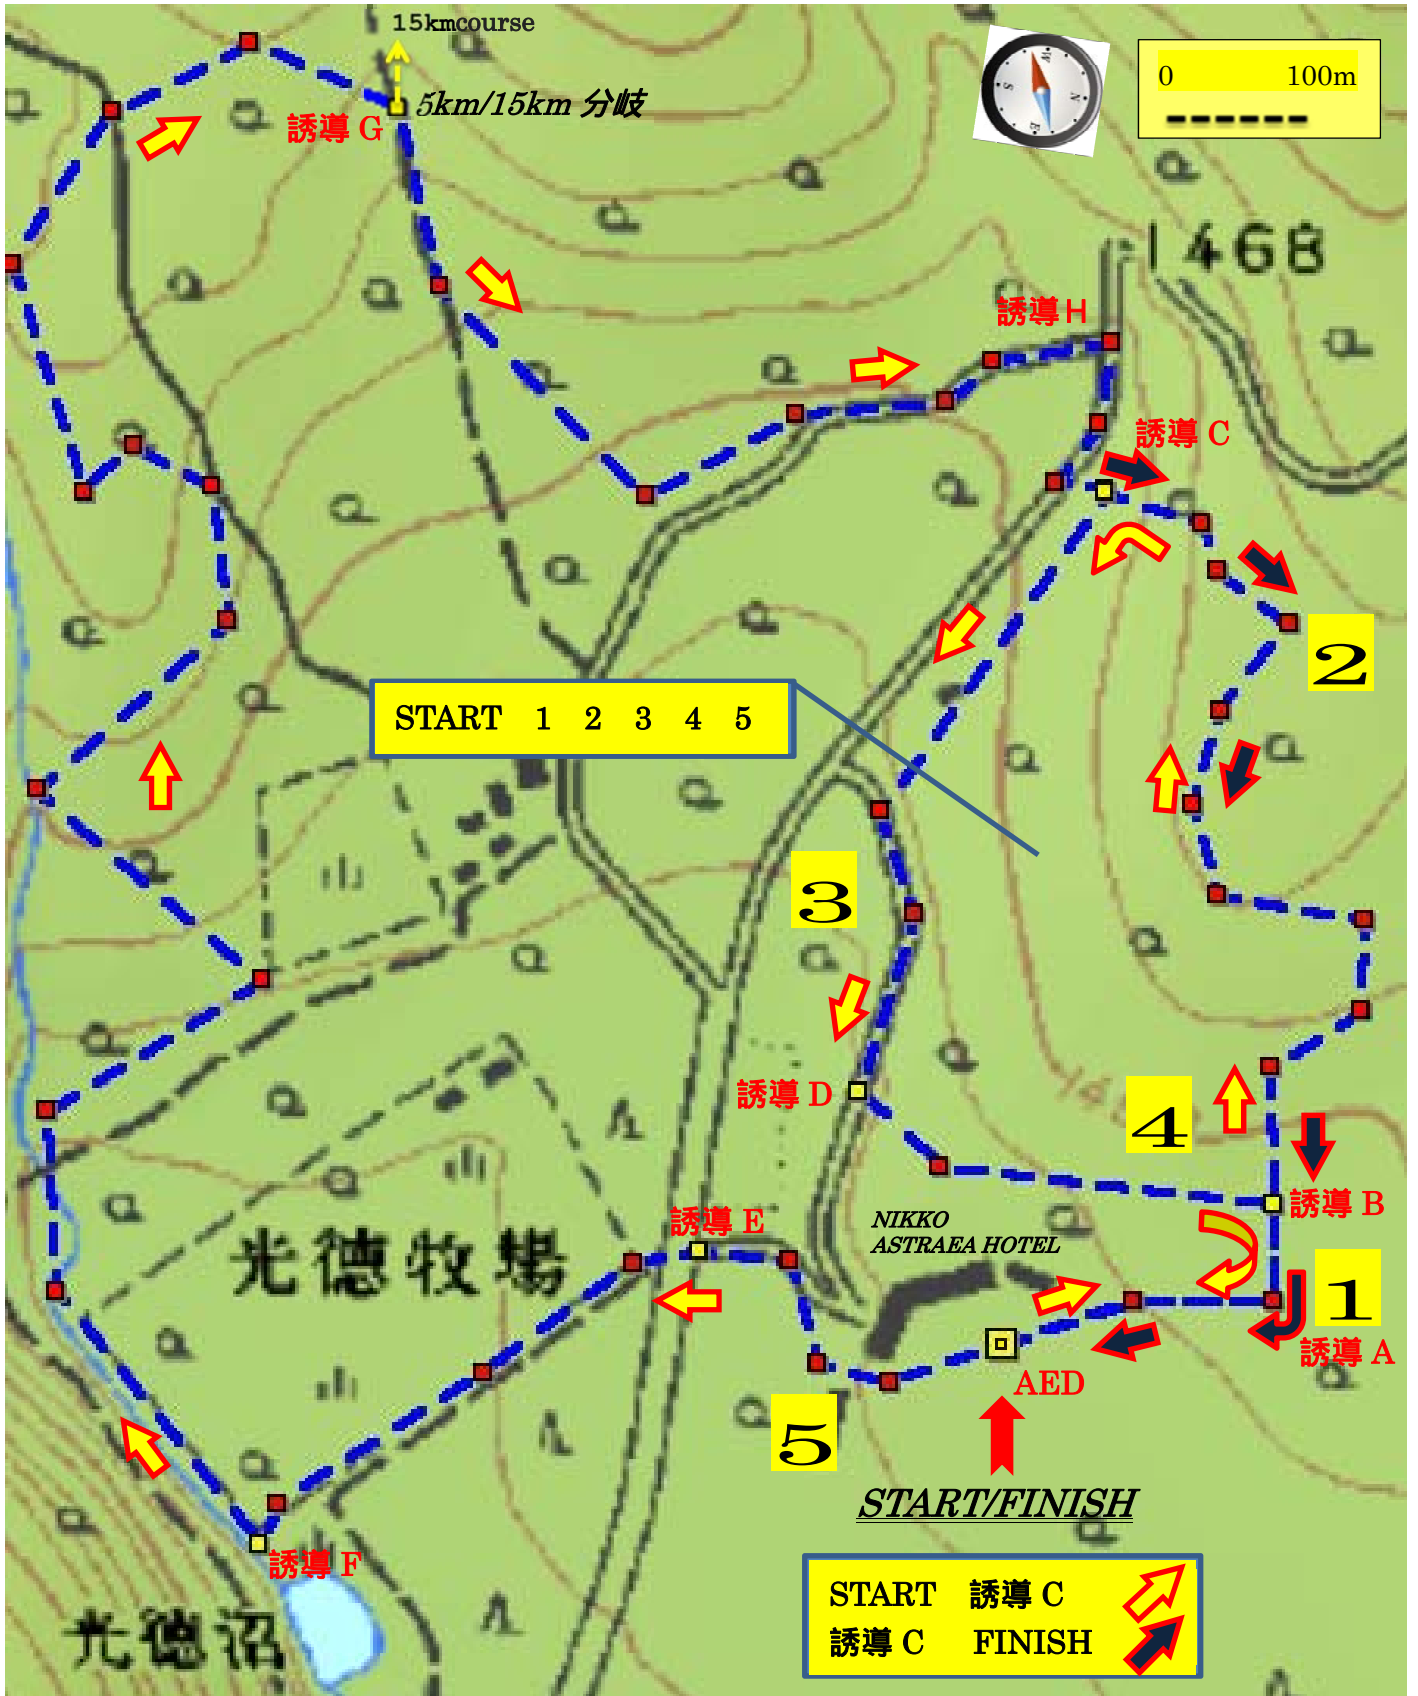 15kmcourse
0 100m
5km/15km 分岐
誘導 G
1468
誘導 H
誘導 C
2
START 1 2 3 4 5
3
誘導 D
4
誘導 B
NIKKO
ASTRAEA HOTEL
誘導 E
光徳牧場
1
誘導 A
AED
5
START/FINISH
誘導 F
光徳沼
START 誘導 C
誘導 C FINISH